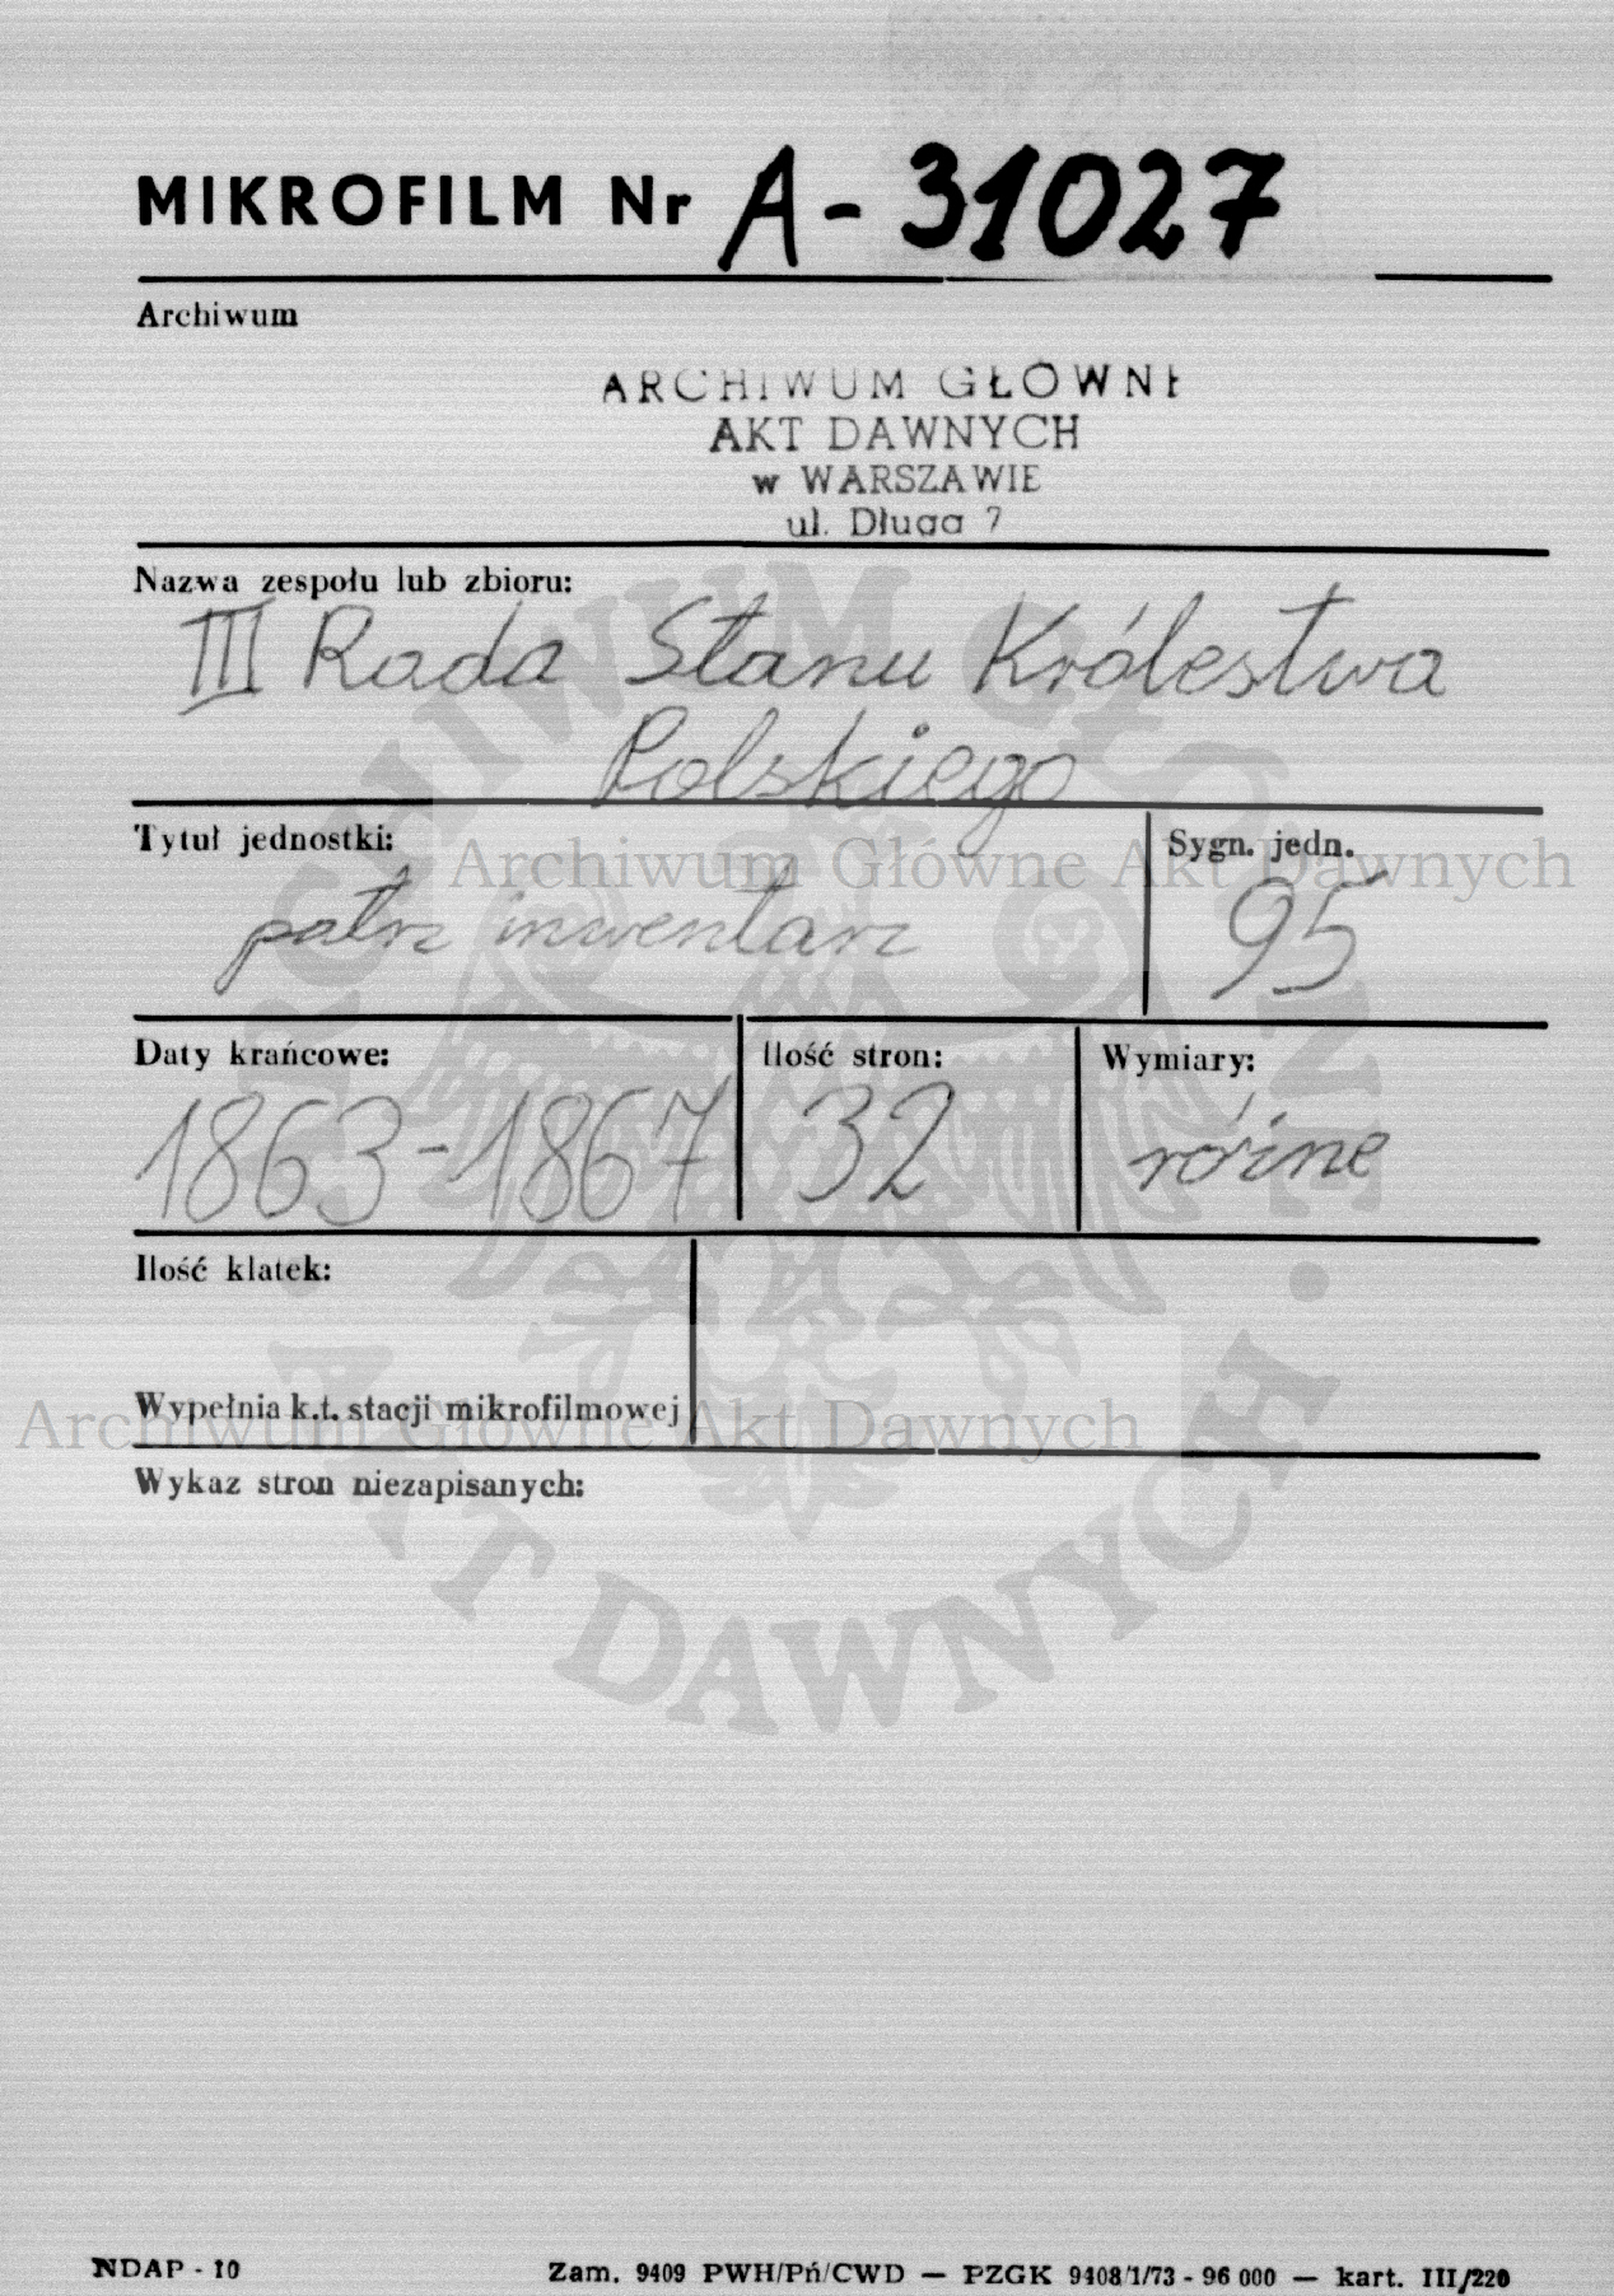 MIKROFILM Nr A - 31027
Archiwum
ARCHIWUM GŁÓWNE
AKT DAWNYCH
w WARSZAWIE
ul. Długa 7
Nazwa zespołu lub zbioru:
III Rada Stanu Królestwa
Polskiego
Tytuł jednostki:
Sygn. jedn.
Archiwum Główne Akt Dawnych
patrz inwentarz
95
Daty krańcowe:
Ilość stron:
Wymiary:
1863-1867
32
różne
Ilość klatek:
Wypełnia k.t. stacji mikrofilmowej
Archiwum Główne Akt Dawnych
Wykaz stron niezapisanych:
ARCHIWUM GŁÓWNE • AKT DAWNYCH •
NDAP - 10
Zam. 9409 PWH/Pń/CWD — PZGK 9408/1/73 - 96 000 — kart. III/220